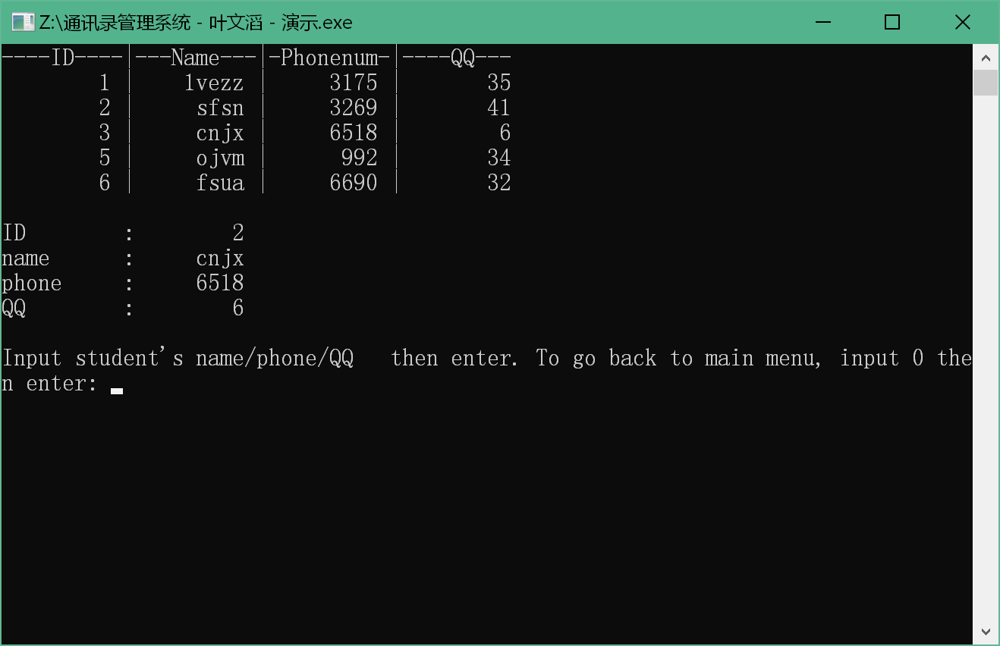 Z:\通讯录管理系统 - 叶文滔 - 演示.exe
----ID----|---Name---|-Phonenum-|----QQ---
1 | lvezz | 3175 | 35
2 | sfsn | 3269 | 41
3 | cnjx | 6518 | 6
5 | ojvm | 992 | 34
6 | fsua | 6690 | 32
ID : 2
name : cnjx
phone : 6518
QQ : 6
Input student's name/phone/QQ then enter. To go back to main menu, input 0 the
n enter: